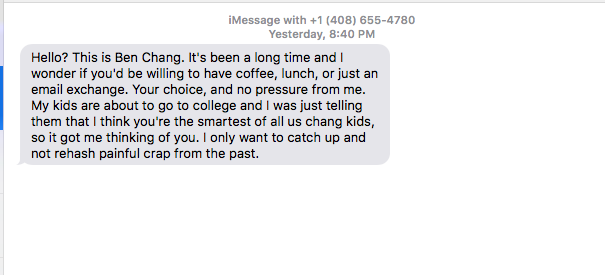 iMessage with +1 (408) 655-4780
Yesterday, 8:40 PM
Hello? This is Ben Chang. It's been a long time and I
wonder if you'd be willing to have coffee, lunch, or just an
email exchange. Your choice, and no pressure from me.
My kids are about to go to college and I was just telling
them that I think you're the smartest of all us chang kids,
so it got me thinking of you. I only want to catch up and
not rehash painful crap from the past.